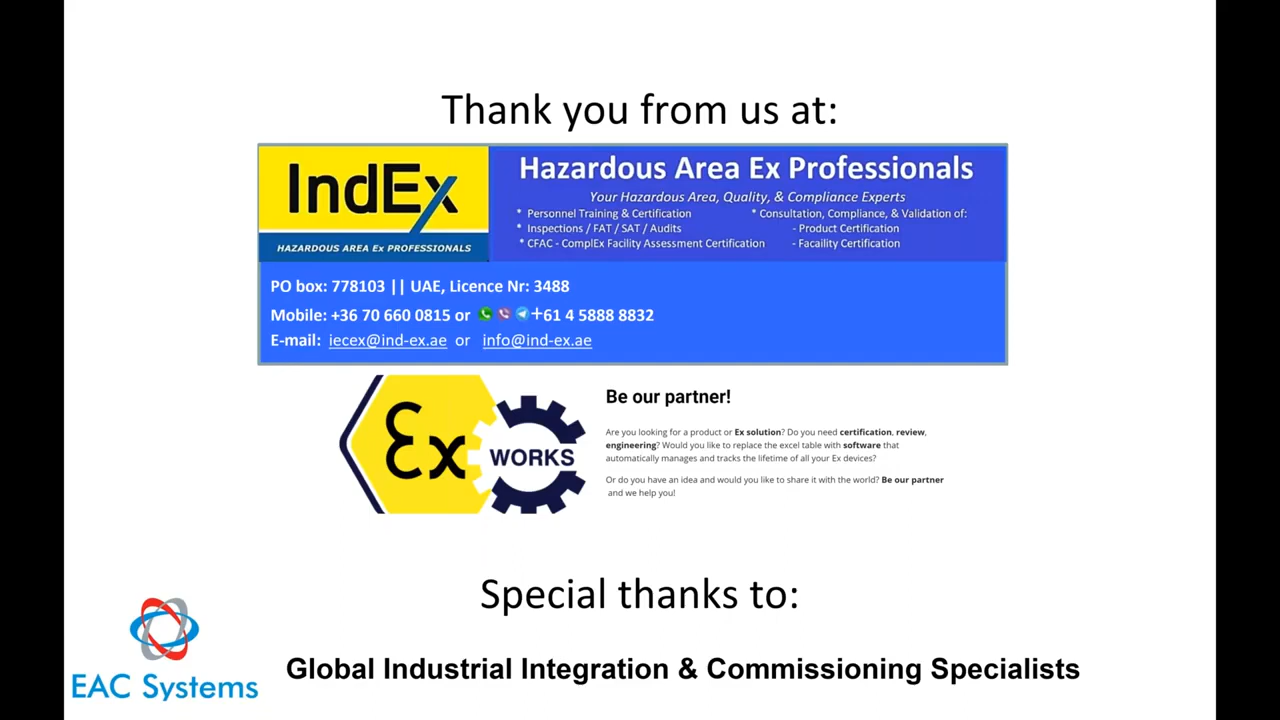 Thank you from us at:
IndEx
HAZARDOUS AREA Ex PROFESSIONALS
Hazardous Area Ex Professionals
Your Hazardous Area, Quality, & Compliance Experts
* Personnel Training & Certification
* Inspections / FAT / SAT / Audits
* CFAC - ComplEx Facility Assessment Certification
* Consultation, Compliance, & Validation of:
- Product Certification
- Facaility Certification
PO box: 778103 || UAE, Licence Nr: 3488
Mobile: +36 70 660 0815 or +61 4 5888 8832
E-mail: iecex@ind-ex.ae or info@ind-ex.ae
Ex WORKS
Be our partner!
Are you looking for a product or Ex solution? Do you need certification, review,
engineering? Would you like to replace the excel table with software that
automatically manages and tracks the lifetime of all your Ex devices?
Or do you have an idea and would you like to share it with the world? Be our partner
and we help you!
Special thanks to:
EAC Systems
Global Industrial Integration & Commissioning Specialists